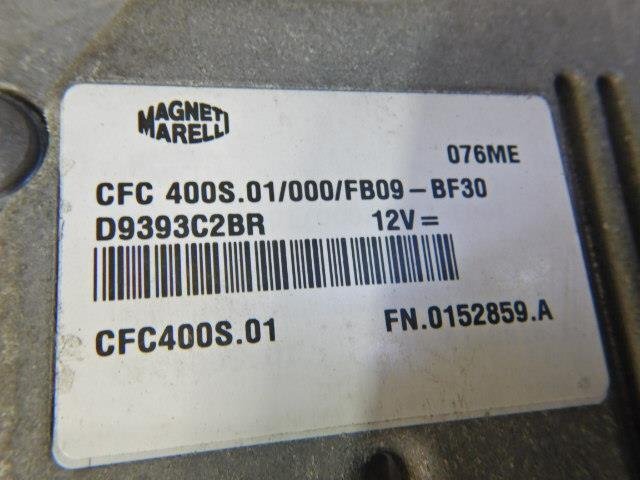 MAGNETI
MARELLI
076ME
CFC 400S.01/000/FB09-BF30
D9393C2BR 12V=
CFC400S.01 FN.0152859.A